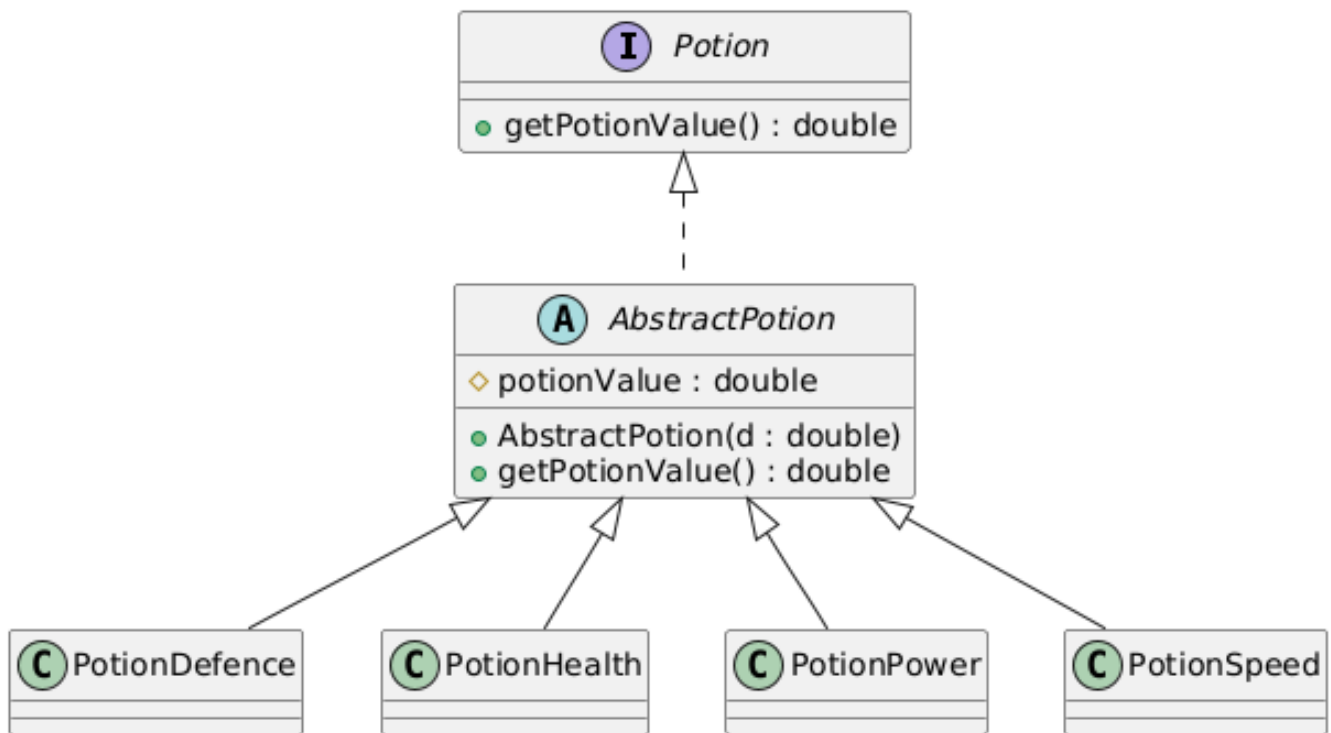 I Potion
getPotionValue() : double
A AbstractPotion
potionValue : double
AbstractPotion(d : double)
getPotionValue() : double
C PotionDefence
C PotionHealth
C PotionPower
C PotionSpeed